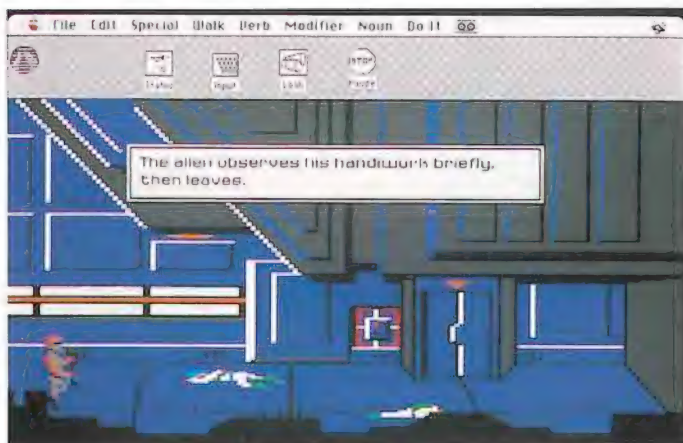 File Edit Special Walk Verb Modifier Noun Do It
Status Input Look Pause
The alien observes his handiwork briefly,
then leaves.